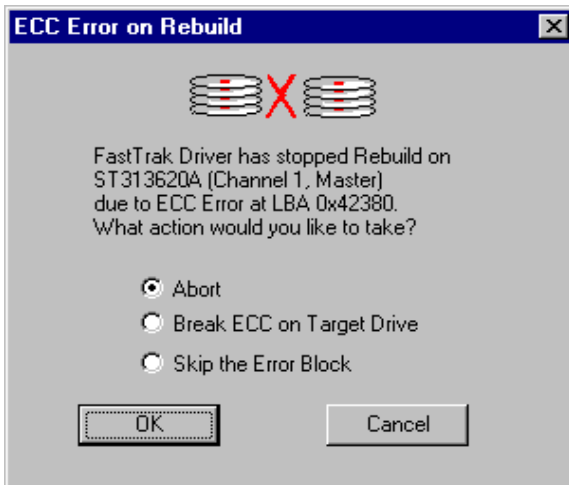 ECC Error on Rebuild
FastTrak Driver has stopped Rebuild on
ST313620A (Channel 1, Master)
due to ECC Error at LBA 0x42380.
What action would you like to take?
Abort
Break ECC on Target Drive
Skip the Error Block
OK
Cancel